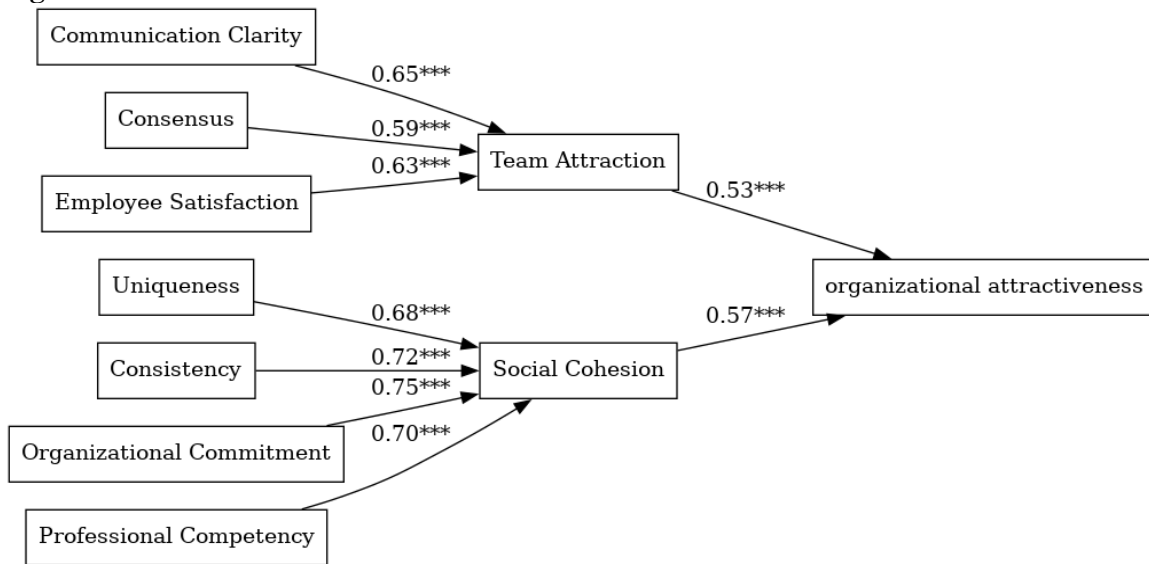 Communication Clarity
0.65***
Consensus
0.59***
Team Attraction
0.63***
Employee Satisfaction
0.53***
Uniqueness
organizational attractiveness
0.68***
0.57***
Consistency
0.72***
Social Cohesion
0.75***
Organizational Commitment
0.70***
Professional Competency